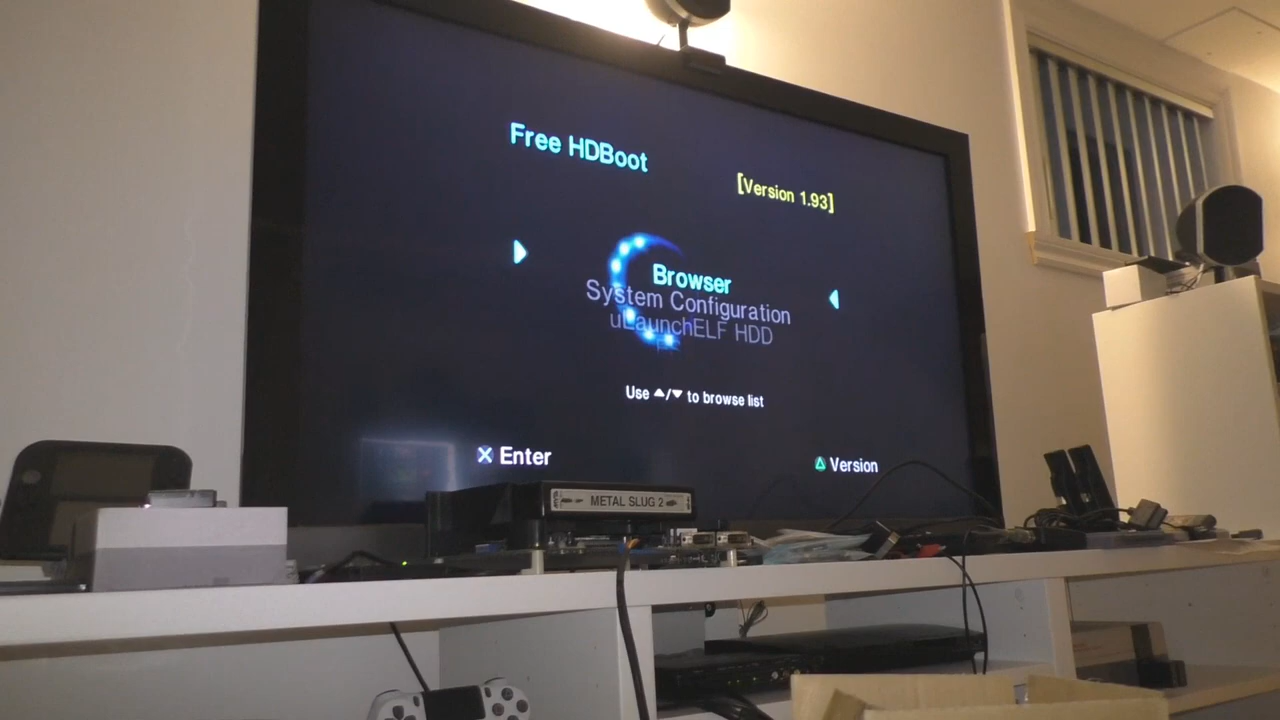 Free HDBoot
[Version 1.93]
Browser
System Configuration
uLaunchELF HDD
Use ▲/▼ to browse list
Enter
Version
METAL SLUG 2